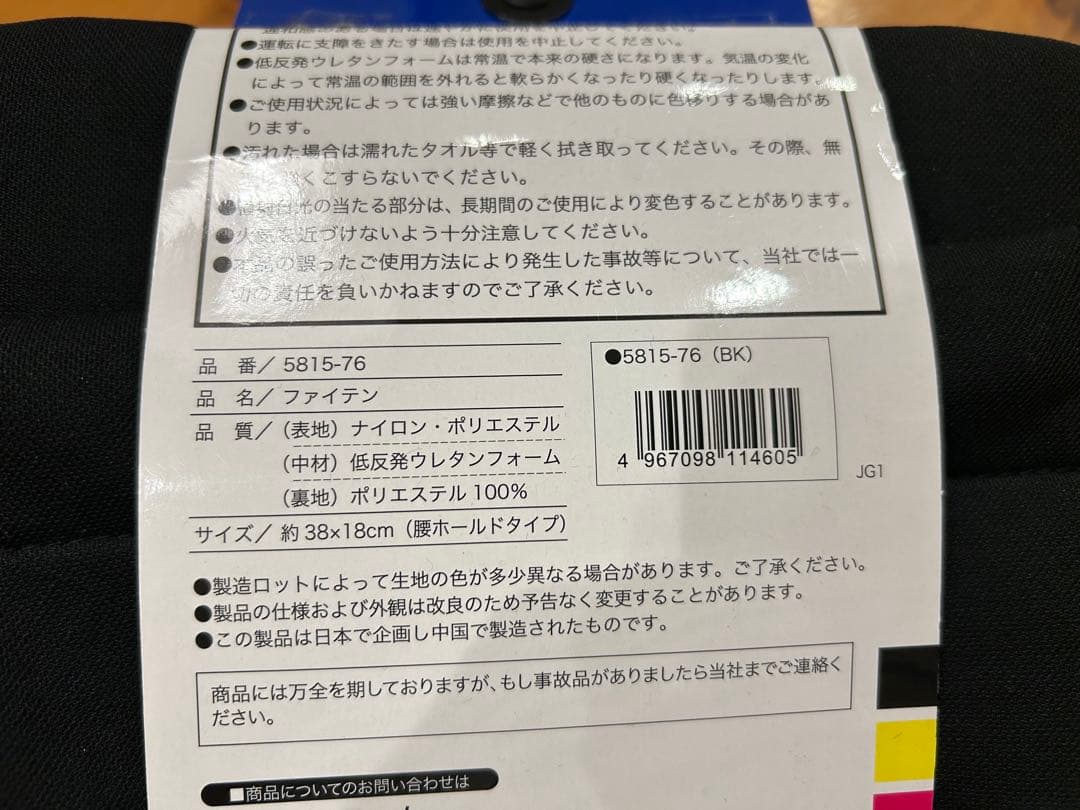 ●運転に支障をきたす場合は使用を中止してください。
●低反発ウレタンフォームは常温で本来の硬さになります。気温の変化
によって常温の範囲を外れると軟らかくなったり硬くなったりします。
●ご使用状況によっては強い摩擦などで他のものに色移りする場合があ
ります。
●汚れた場合は濡れたタオル等で軽く拭き取ってください。その際、無
くこすらないでください。
光の当たる部分は、長期間のご使用により変色することがあります。
●火気を近づけないよう十分注意してください。
●本品の誤ったご使用方法により発生した事故等について、当社では一
切の責任を負いかねますのでご了承ください。
品 番／ 5815-76
品 名／ ファイテン
品 質／（表地）ナイロン・ポリエステル
（中材）低反発ウレタンフォーム
（裏地）ポリエステル100%
サイズ／ 約38×18cm（腰ホールドタイプ）
●5815-76（BK）
4 967098 114605
JG1
●製造ロットによって生地の色が多少異なる場合があります。ご了承ください。
●製品の仕様および外観は改良のため予告なく変更することがあります。
●この製品は日本で企画し中国で製造されたものです。
商品には万全を期しておりますが、もし事故品がありましたら当社までご連絡く
ださい。
■商品についてのお問い合わせは